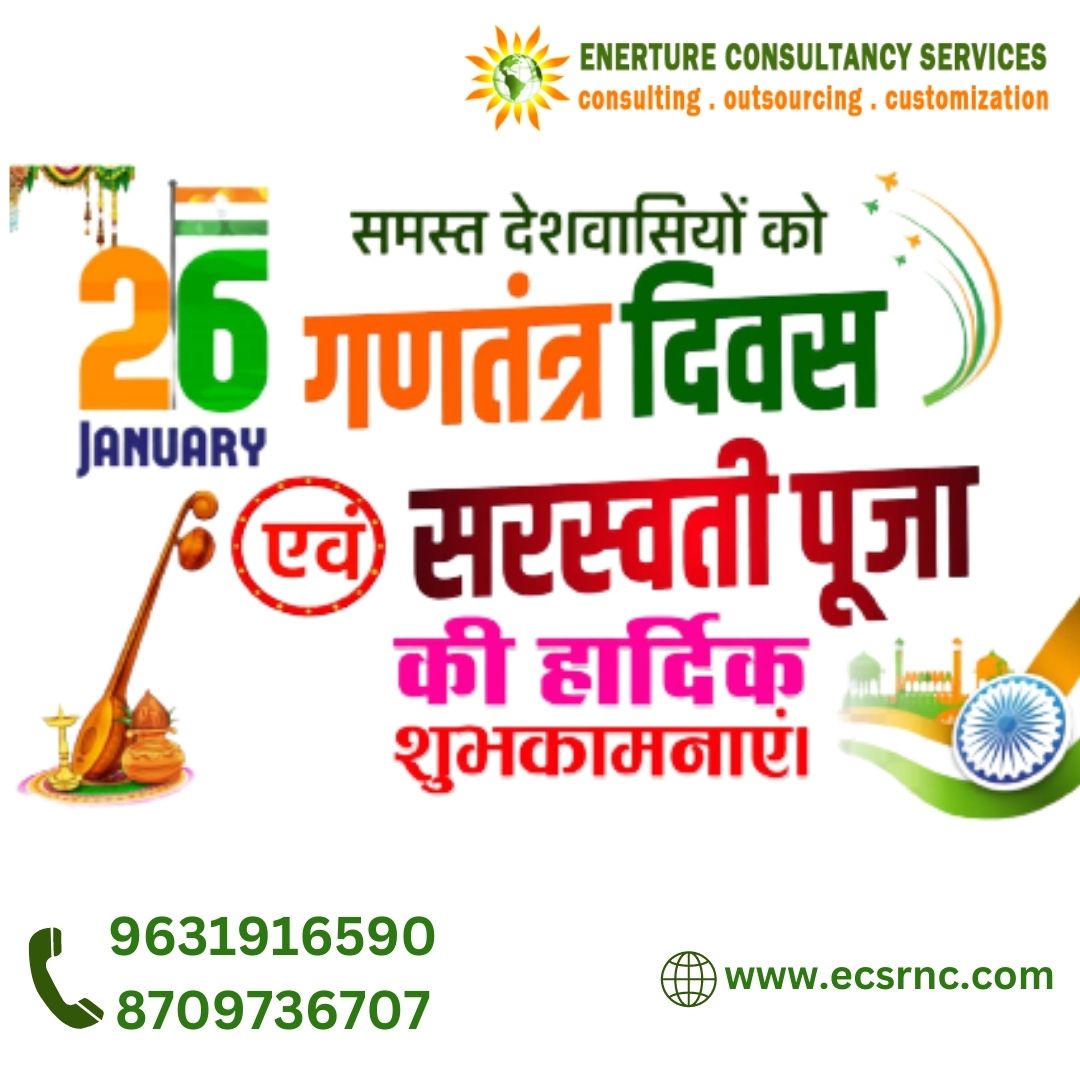 ENERTURE CONSULTANCY SERVICES
consulting . outsourcing . customization
26
JANUARY
समस्त देशवासियों को
गणतंत्र दिवस
एवं सरस्वती पूजा
की हार्दिक
शुभकामनाएं।
9631916590
8709736707
www.ecsrnc.com